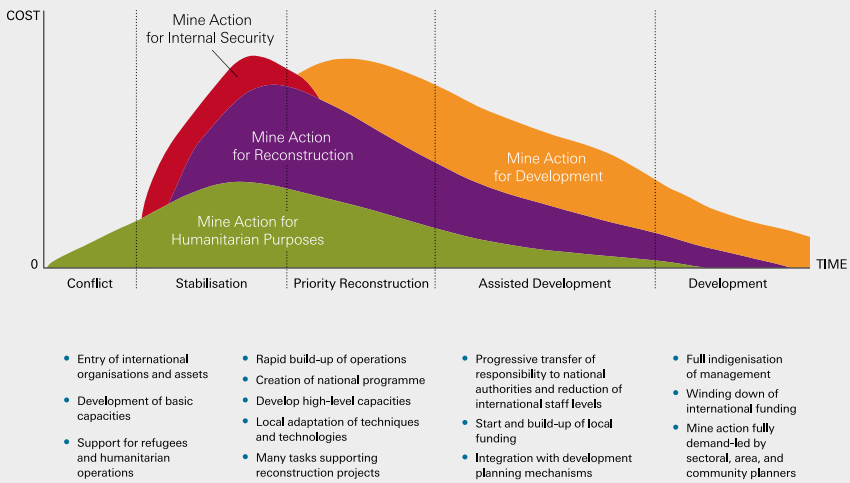 COST
Mine Action
for Internal Security
Mine Action
for Reconstruction
Mine Action
for Development
Mine Action for
Humanitarian Purposes
0
TIME
Conflict
Stabilisation
Priority Reconstruction
Assisted Development
Development
• Entry of international
organisations and assets
• Development of basic
capacities
• Support for refugees
and humanitarian
operations
• Rapid build-up of operations
• Creation of national programme
• Develop high-level capacities
• Local adaptation of techniques
and technologies
• Many tasks supporting
reconstruction projects
• Progressive transfer of
responsibility to national
authorities and reduction of
international staff levels
• Start and build-up of local
funding
• Integration with development
planning mechanisms
• Full indigenisation
of management
• Winding down of
international funding
• Mine action fully
demand-led by
sectoral, area, and
community planners